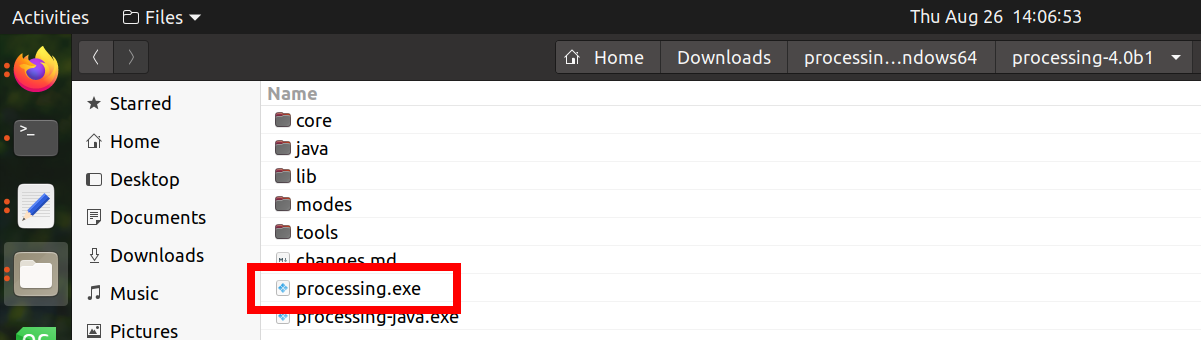 Activities Files Thu Aug 26 14:06:53
Home Downloads processin…ndows64 processing-4.0b1
Starred
Home
Desktop
Documents
Downloads
Music
Pictures
Name
core
java
lib
modes
tools
changes.md
processing.exe
processing-java.exe